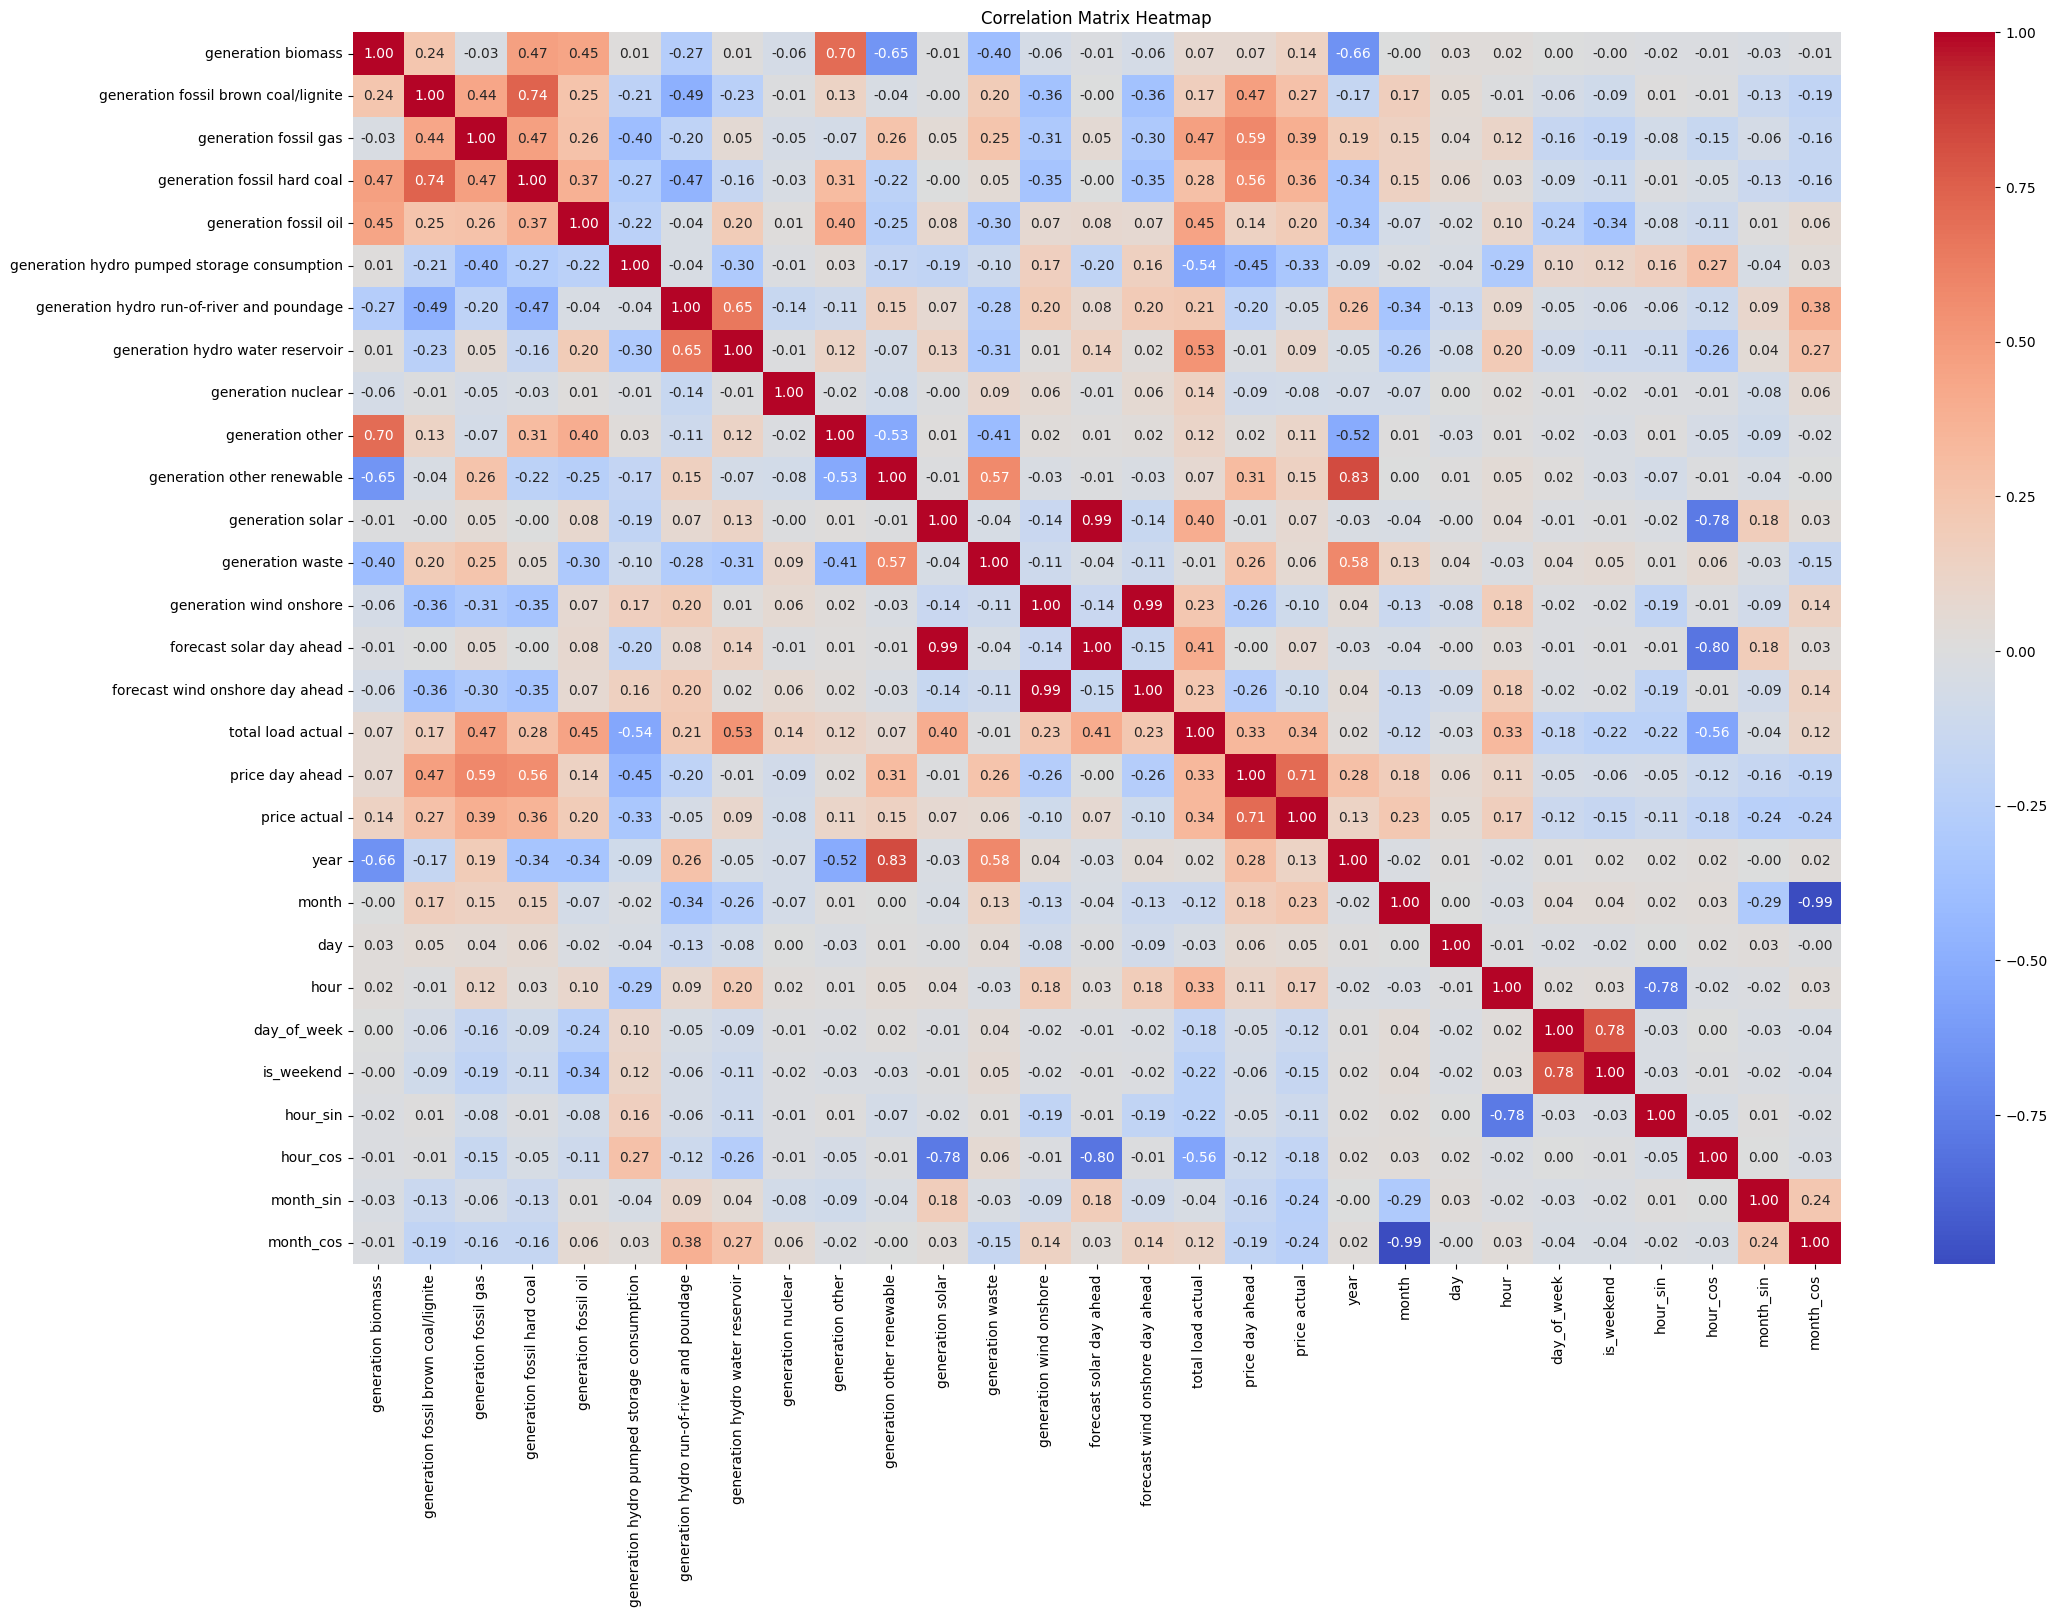 Correlation Matrix Heatmap
generation biomass 1.00 0.24 -0.03 0.47 0.45 0.01 -0.27 0.01 -0.06 0.70 -0.65 -0.01 -0.40 -0.06 -0.01 -0.06 0.07 0.07 0.14 -0.66 -0.00 0.03 0.02 0.00 -0.00 -0.02 -0.01 -0.03 -0.01
generation fossil brown coal/lignite 0.24 1.00 0.44 0.74 0.25 -0.21 -0.49 -0.23 -0.01 0.13 -0.04 -0.00 0.20 -0.36 -0.00 -0.36 0.17 0.47 0.27 -0.17 0.17 0.05 -0.01 -0.06 -0.09 0.01 -0.01 -0.13 -0.19
generation fossil gas -0.03 0.44 1.00 0.47 0.26 -0.40 -0.20 0.05 -0.05 -0.07 0.26 0.05 0.25 -0.31 0.05 -0.30 0.47 0.59 0.39 0.19 0.15 0.04 0.12 -0.16 -0.19 -0.08 -0.15 -0.06 -0.16
generation fossil hard coal 0.47 0.74 0.47 1.00 0.37 -0.27 -0.47 -0.16 -0.03 0.31 -0.22 -0.00 0.05 -0.35 -0.00 -0.35 0.28 0.56 0.36 -0.34 0.15 0.06 0.03 -0.09 -0.11 -0.01 -0.05 -0.13 -0.16
generation fossil oil 0.45 0.25 0.26 0.37 1.00 -0.22 -0.04 0.20 0.01 0.40 -0.25 0.08 -0.30 0.07 0.08 0.07 0.45 0.14 0.20 -0.34 -0.07 -0.02 0.10 -0.24 -0.34 -0.08 -0.11 0.01 0.06
generation hydro pumped storage consumption 0.01 -0.21 -0.40 -0.27 -0.22 1.00 -0.04 -0.30 -0.01 0.03 -0.17 -0.19 -0.10 0.17 -0.20 0.16 -0.54 -0.45 -0.33 -0.09 -0.02 -0.04 -0.29 0.10 0.12 0.16 0.27 -0.04 0.03
generation hydro run-of-river and poundage -0.27 -0.49 -0.20 -0.47 -0.04 -0.04 1.00 0.65 -0.14 -0.11 0.15 0.07 -0.28 0.20 0.08 0.20 0.21 -0.20 -0.05 0.26 -0.34 -0.13 0.09 -0.05 -0.06 -0.06 -0.12 0.09 0.38
generation hydro water reservoir 0.01 -0.23 0.05 -0.16 0.20 -0.30 0.65 1.00 -0.01 0.12 -0.07 0.13 -0.31 0.01 0.14 0.02 0.53 -0.01 0.09 -0.05 -0.26 -0.08 0.20 -0.09 -0.11 -0.11 -0.26 0.04 0.27
generation nuclear -0.06 -0.01 -0.05 -0.03 0.01 -0.01 -0.14 -0.01 1.00 -0.02 -0.08 -0.00 0.09 0.06 -0.01 0.06 0.14 -0.09 -0.08 -0.07 -0.07 0.00 0.02 -0.01 -0.02 -0.01 -0.01 -0.08 0.06
generation other 0.70 0.13 -0.07 0.31 0.40 0.03 -0.11 0.12 -0.02 1.00 -0.53 0.01 -0.41 0.02 0.01 0.02 0.12 0.02 0.11 -0.52 0.01 -0.03 0.01 -0.02 -0.03 0.01 -0.05 -0.09 -0.02
generation other renewable -0.65 -0.04 0.26 -0.22 -0.25 -0.17 0.15 -0.07 -0.08 -0.53 1.00 -0.01 0.57 -0.03 -0.01 -0.03 0.07 0.31 0.15 0.83 0.00 0.01 0.05 0.02 -0.03 -0.07 -0.01 -0.04 -0.00
generation solar -0.01 -0.00 0.05 -0.00 0.08 -0.19 0.07 0.13 -0.00 0.01 -0.01 1.00 -0.04 -0.14 0.99 -0.14 0.40 -0.01 0.07 -0.03 -0.04 -0.00 0.04 -0.01 -0.01 -0.02 -0.78 0.18 0.03
generation waste -0.40 0.20 0.25 0.05 -0.30 -0.10 -0.28 -0.31 0.09 -0.41 0.57 -0.04 1.00 -0.11 -0.04 -0.11 -0.01 0.26 0.06 0.58 0.13 0.04 -0.03 0.04 0.05 0.01 0.06 -0.03 -0.15
generation wind onshore -0.06 -0.36 -0.31 -0.35 0.07 0.17 0.20 0.01 0.06 0.02 -0.03 -0.14 -0.11 1.00 -0.14 0.99 0.23 -0.26 -0.10 0.04 -0.13 -0.08 0.18 -0.02 -0.02 -0.19 -0.01 -0.09 0.14
forecast solar day ahead -0.01 -0.00 0.05 -0.00 0.08 -0.20 0.08 0.14 -0.01 0.01 -0.01 0.99 -0.04 -0.14 1.00 -0.15 0.41 -0.00 0.07 -0.03 -0.04 -0.00 0.03 -0.01 -0.01 -0.01 -0.80 0.18 0.03
forecast wind onshore day ahead -0.06 -0.36 -0.30 -0.35 0.07 0.16 0.20 0.02 0.06 0.02 -0.03 -0.14 -0.11 0.99 -0.15 1.00 0.23 -0.26 -0.10 0.04 -0.13 -0.09 0.18 -0.02 -0.02 -0.19 -0.01 -0.09 0.14
total load actual 0.07 0.17 0.47 0.28 0.45 -0.54 0.21 0.53 0.14 0.12 0.07 0.40 -0.01 0.23 0.41 0.23 1.00 0.33 0.34 0.02 -0.12 -0.03 0.33 -0.18 -0.22 -0.22 -0.56 -0.04 0.12
price day ahead 0.07 0.47 0.59 0.56 0.14 -0.45 -0.20 -0.01 -0.09 0.02 0.31 -0.01 0.26 -0.26 -0.00 -0.26 0.33 1.00 0.71 0.28 0.18 0.06 0.11 -0.05 -0.06 -0.05 -0.12 -0.16 -0.19
price actual 0.14 0.27 0.39 0.36 0.20 -0.33 -0.05 0.09 -0.08 0.11 0.15 0.07 0.06 -0.10 0.07 -0.10 0.34 0.71 1.00 0.13 0.23 0.05 0.17 -0.12 -0.15 -0.11 -0.18 -0.24 -0.24
year -0.66 -0.17 0.19 -0.34 -0.34 -0.09 0.26 -0.05 -0.07 -0.52 0.83 -0.03 0.58 0.04 -0.03 0.04 0.02 0.28 0.13 1.00 -0.02 0.01 -0.02 0.01 0.02 0.02 0.02 -0.00 0.02
month -0.00 0.17 0.15 0.15 -0.07 -0.02 -0.34 -0.26 -0.07 0.01 0.00 -0.04 0.13 -0.13 -0.04 -0.13 -0.12 0.18 0.23 -0.02 1.00 0.00 -0.03 0.04 0.04 0.02 0.03 -0.29 -0.99
day 0.03 0.05 0.04 0.06 -0.02 -0.04 -0.13 -0.08 0.00 -0.03 0.01 -0.00 0.04 -0.08 -0.00 -0.09 -0.03 0.06 0.05 0.01 0.00 1.00 -0.01 -0.02 -0.02 0.00 0.02 0.03 -0.00
hour 0.02 -0.01 0.12 0.03 0.10 -0.29 0.09 0.20 0.02 0.01 0.05 0.04 -0.03 0.18 0.03 0.18 0.33 0.11 0.17 -0.02 -0.03 -0.01 1.00 0.02 0.03 -0.78 -0.02 -0.02 0.03
day_of_week 0.00 -0.06 -0.16 -0.09 -0.24 0.10 -0.05 -0.09 -0.01 -0.02 0.02 -0.01 0.04 -0.02 -0.01 -0.02 -0.18 -0.05 -0.12 0.01 0.04 -0.02 0.02 1.00 0.78 -0.03 0.00 -0.03 -0.04
is_weekend -0.00 -0.09 -0.19 -0.11 -0.34 0.12 -0.06 -0.11 -0.02 -0.03 -0.03 -0.01 0.05 -0.02 -0.01 -0.02 -0.22 -0.06 -0.15 0.02 0.04 -0.02 0.03 0.78 1.00 -0.03 -0.01 -0.02 -0.04
hour_sin -0.02 0.01 -0.08 -0.01 -0.08 0.16 -0.06 -0.11 -0.01 0.01 -0.07 -0.02 0.01 -0.19 -0.01 -0.19 -0.22 -0.05 -0.11 0.02 0.02 0.00 -0.78 -0.03 -0.03 1.00 -0.05 0.01 -0.02
hour_cos -0.01 -0.01 -0.15 -0.05 -0.11 0.27 -0.12 -0.26 -0.01 -0.05 -0.01 -0.78 0.06 -0.01 -0.80 -0.01 -0.56 -0.12 -0.18 0.02 0.03 0.02 -0.02 0.00 -0.01 -0.05 1.00 0.00 -0.03
month_sin -0.03 -0.13 -0.06 -0.13 0.01 -0.04 0.09 0.04 -0.08 -0.09 -0.04 0.18 -0.03 -0.09 0.18 -0.09 -0.04 -0.16 -0.24 -0.00 -0.29 0.03 -0.02 -0.03 -0.02 0.01 0.00 1.00 0.24
month_cos -0.01 -0.19 -0.16 -0.16 0.06 0.03 0.38 0.27 0.06 -0.02 -0.00 0.03 -0.15 0.14 0.03 0.14 0.12 -0.19 -0.24 0.02 -0.99 -0.00 0.03 -0.04 -0.04 -0.02 -0.03 0.24 1.00
generation biomass
generation fossil brown coal/lignite
generation fossil gas
generation fossil hard coal
generation fossil oil
generation hydro pumped storage consumption
generation hydro run-of-river and poundage
generation hydro water reservoir
generation nuclear
generation other
generation other renewable
generation solar
generation waste
generation wind onshore
forecast solar day ahead
forecast wind onshore day ahead
total load actual
price day ahead
price actual
year
month
day
hour
day_of_week
is_weekend
hour_sin
hour_cos
month_sin
month_cos
1.00
0.75
0.50
0.25
0.00
−0.25
−0.50
−0.75